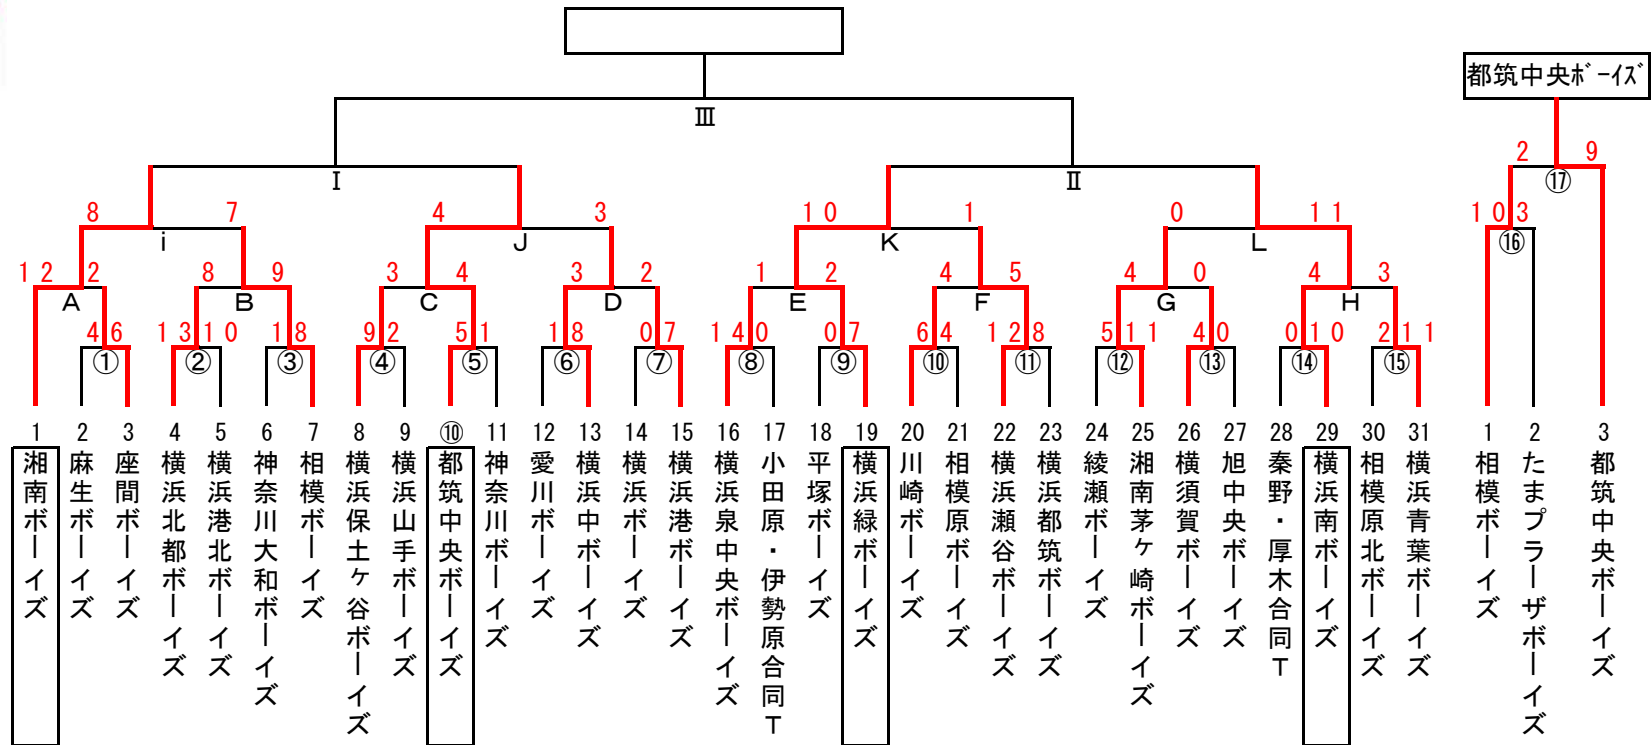 都筑中央ボーイズ
Ⅲ
2 9
Ⅰ Ⅱ ⑰
8 7 4 3 10 1 0 11 10 3
i J K L ⑯
12 2 8 9 3 4 3 2 1 2 4 5 4 0 4 3
A B C D E F G H
4 6 13 10 1 8 9 2 5 1 1 8 0 7 14 0 0 7 6 4 12 8 5 11 4 0 0 10 2 11
① ② ③ ④ ⑤ ⑥ ⑦ ⑧ ⑨ ⑩ ⑪ ⑫ ⑬ ⑭ ⑮
1 2 3 4 5 6 7 8 9 ⑩ 11 12 13 14 15 16 17 18 19 20 21 22 23 24 25 26 27 28 29 30 31 1 2 3
湘南ボーイズ
麻生ボーイズ
座間ボーイズ
横浜北都ボーイズ
横浜港北ボーイズ
神奈川大和ボーイズ
相模ボーイズ
横浜保土ヶ谷ボーイズ
横浜山手ボーイズ
都筑中央ボーイズ
神奈川ボーイズ
愛川ボーイズ
横浜中ボーイズ
横浜ボーイズ
横浜港ボーイズ
横浜泉中央ボーイズ
小田原・伊勢原合同T
平塚ボーイズ
横浜緑ボーイズ
川崎ボーイズ
相模原ボーイズ
横浜瀬谷ボーイズ
横浜都筑ボーイズ
綾瀬ボーイズ
湘南茅ケ崎ボーイズ
横須賀ボーイズ
旭中央ボーイズ
秦野・厚木合同T
横浜南ボーイズ
相模原北ボーイズ
横浜青葉ボーイズ
相模ボーイズ
たまプラーザボーイズ
都筑中央ボーイズ